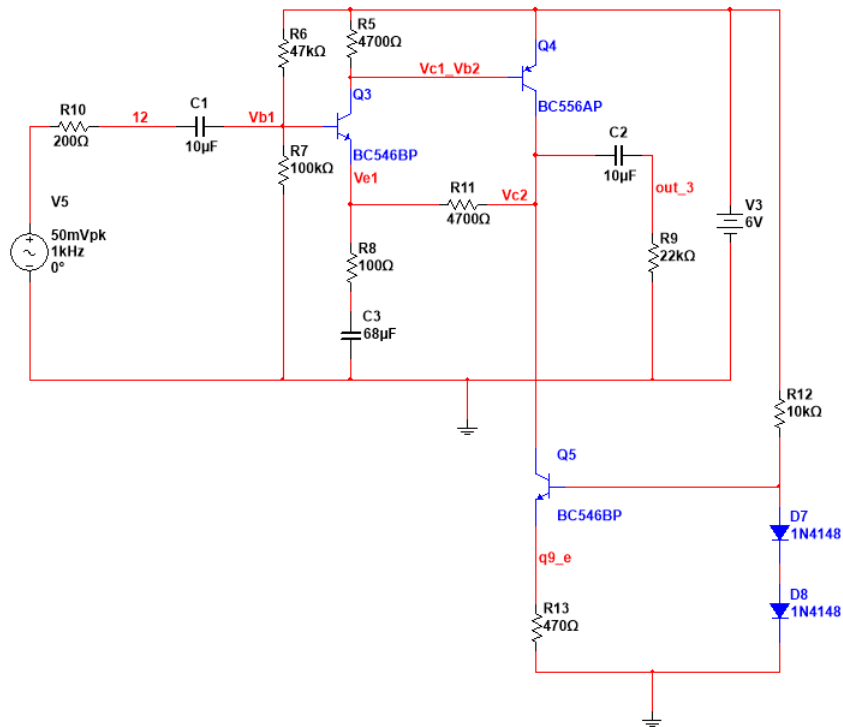 R6
47kΩ
R5
4700Ω
Q4
Vc1_Vb2
Q3
BC556AP
R10
200Ω
12
C1
10µF
Vb1
R7
100kΩ
BC546BP
Ve1
C2
10µF
out_3
R11
4700Ω
Vc2
V5
50mVpk
1kHz
0°
R8
100Ω
R9
22kΩ
V3
6V
C3
68µF
R12
10kΩ
Q5
BC546BP
D7
1N4148
q9_e
D8
1N4148
R13
470Ω